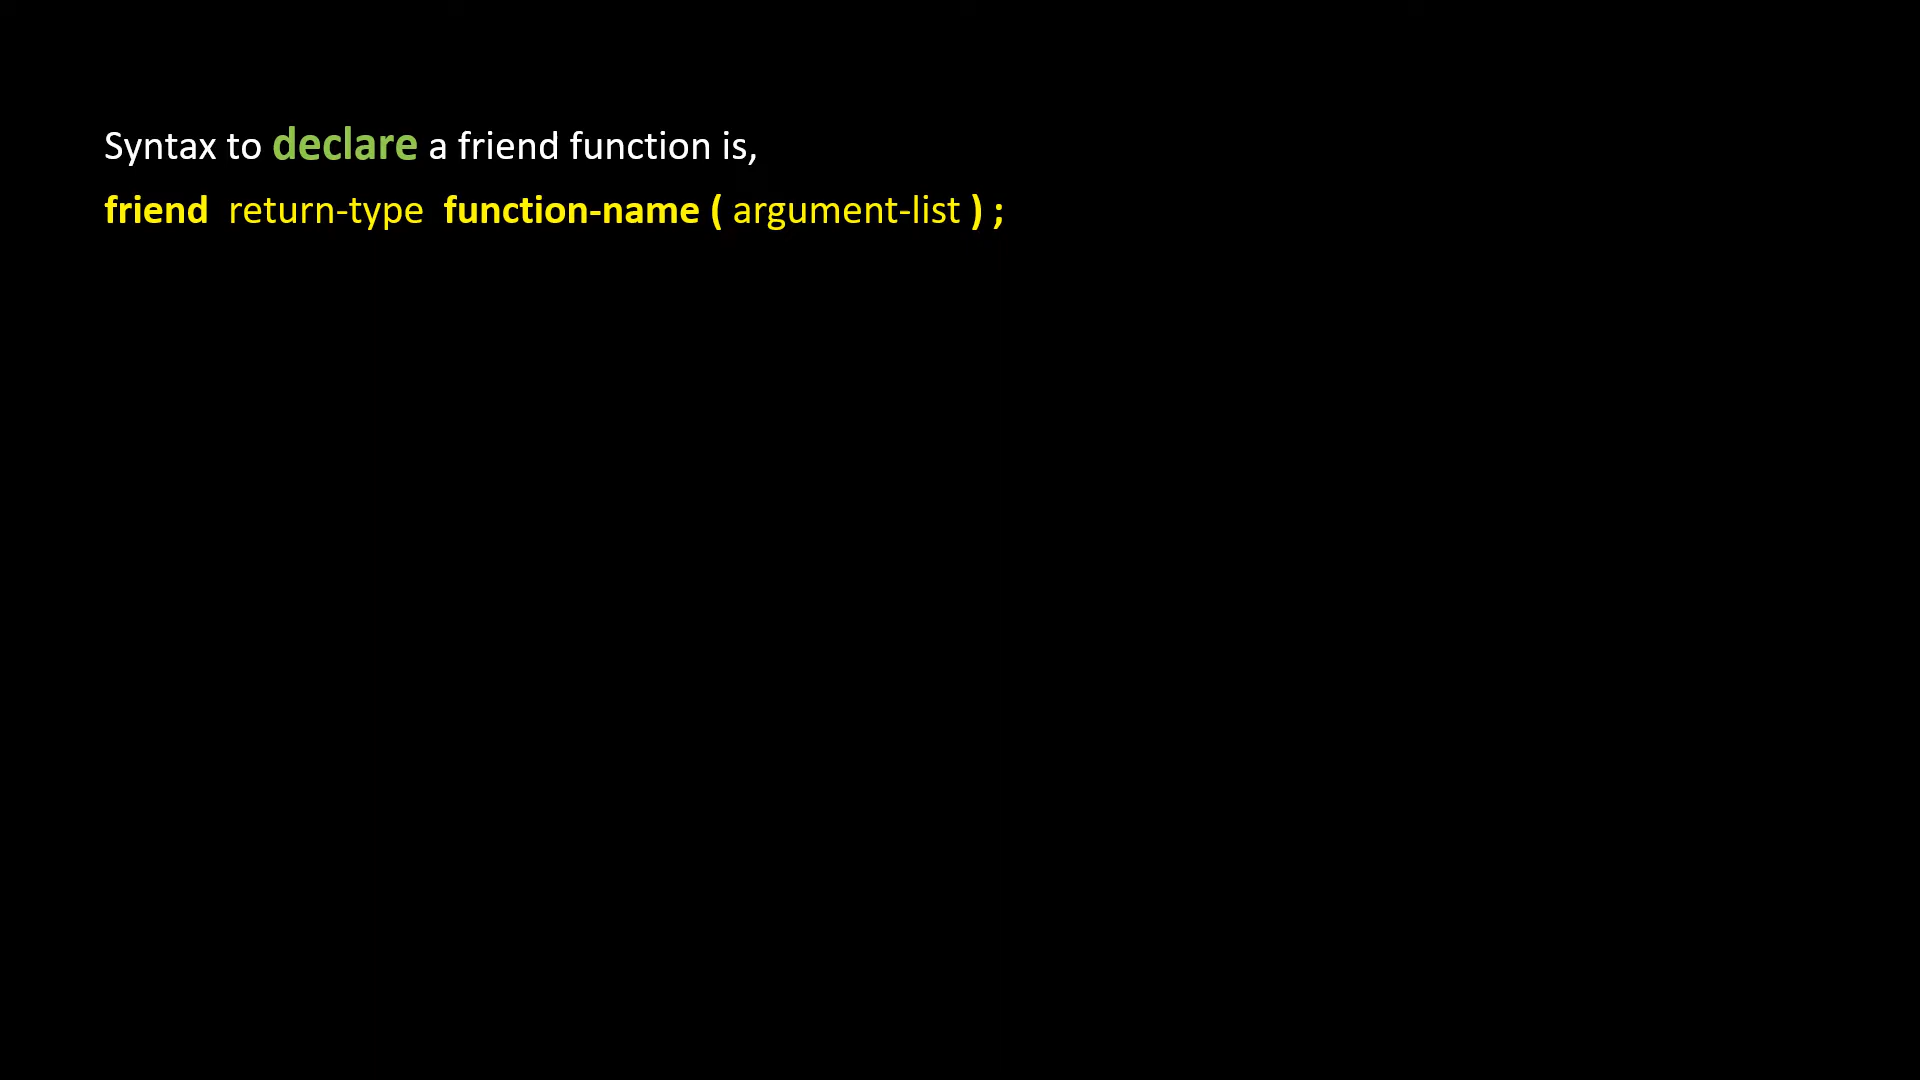 Syntax to declare a friend function is,
friend return-type function-name ( argument-list ) ;